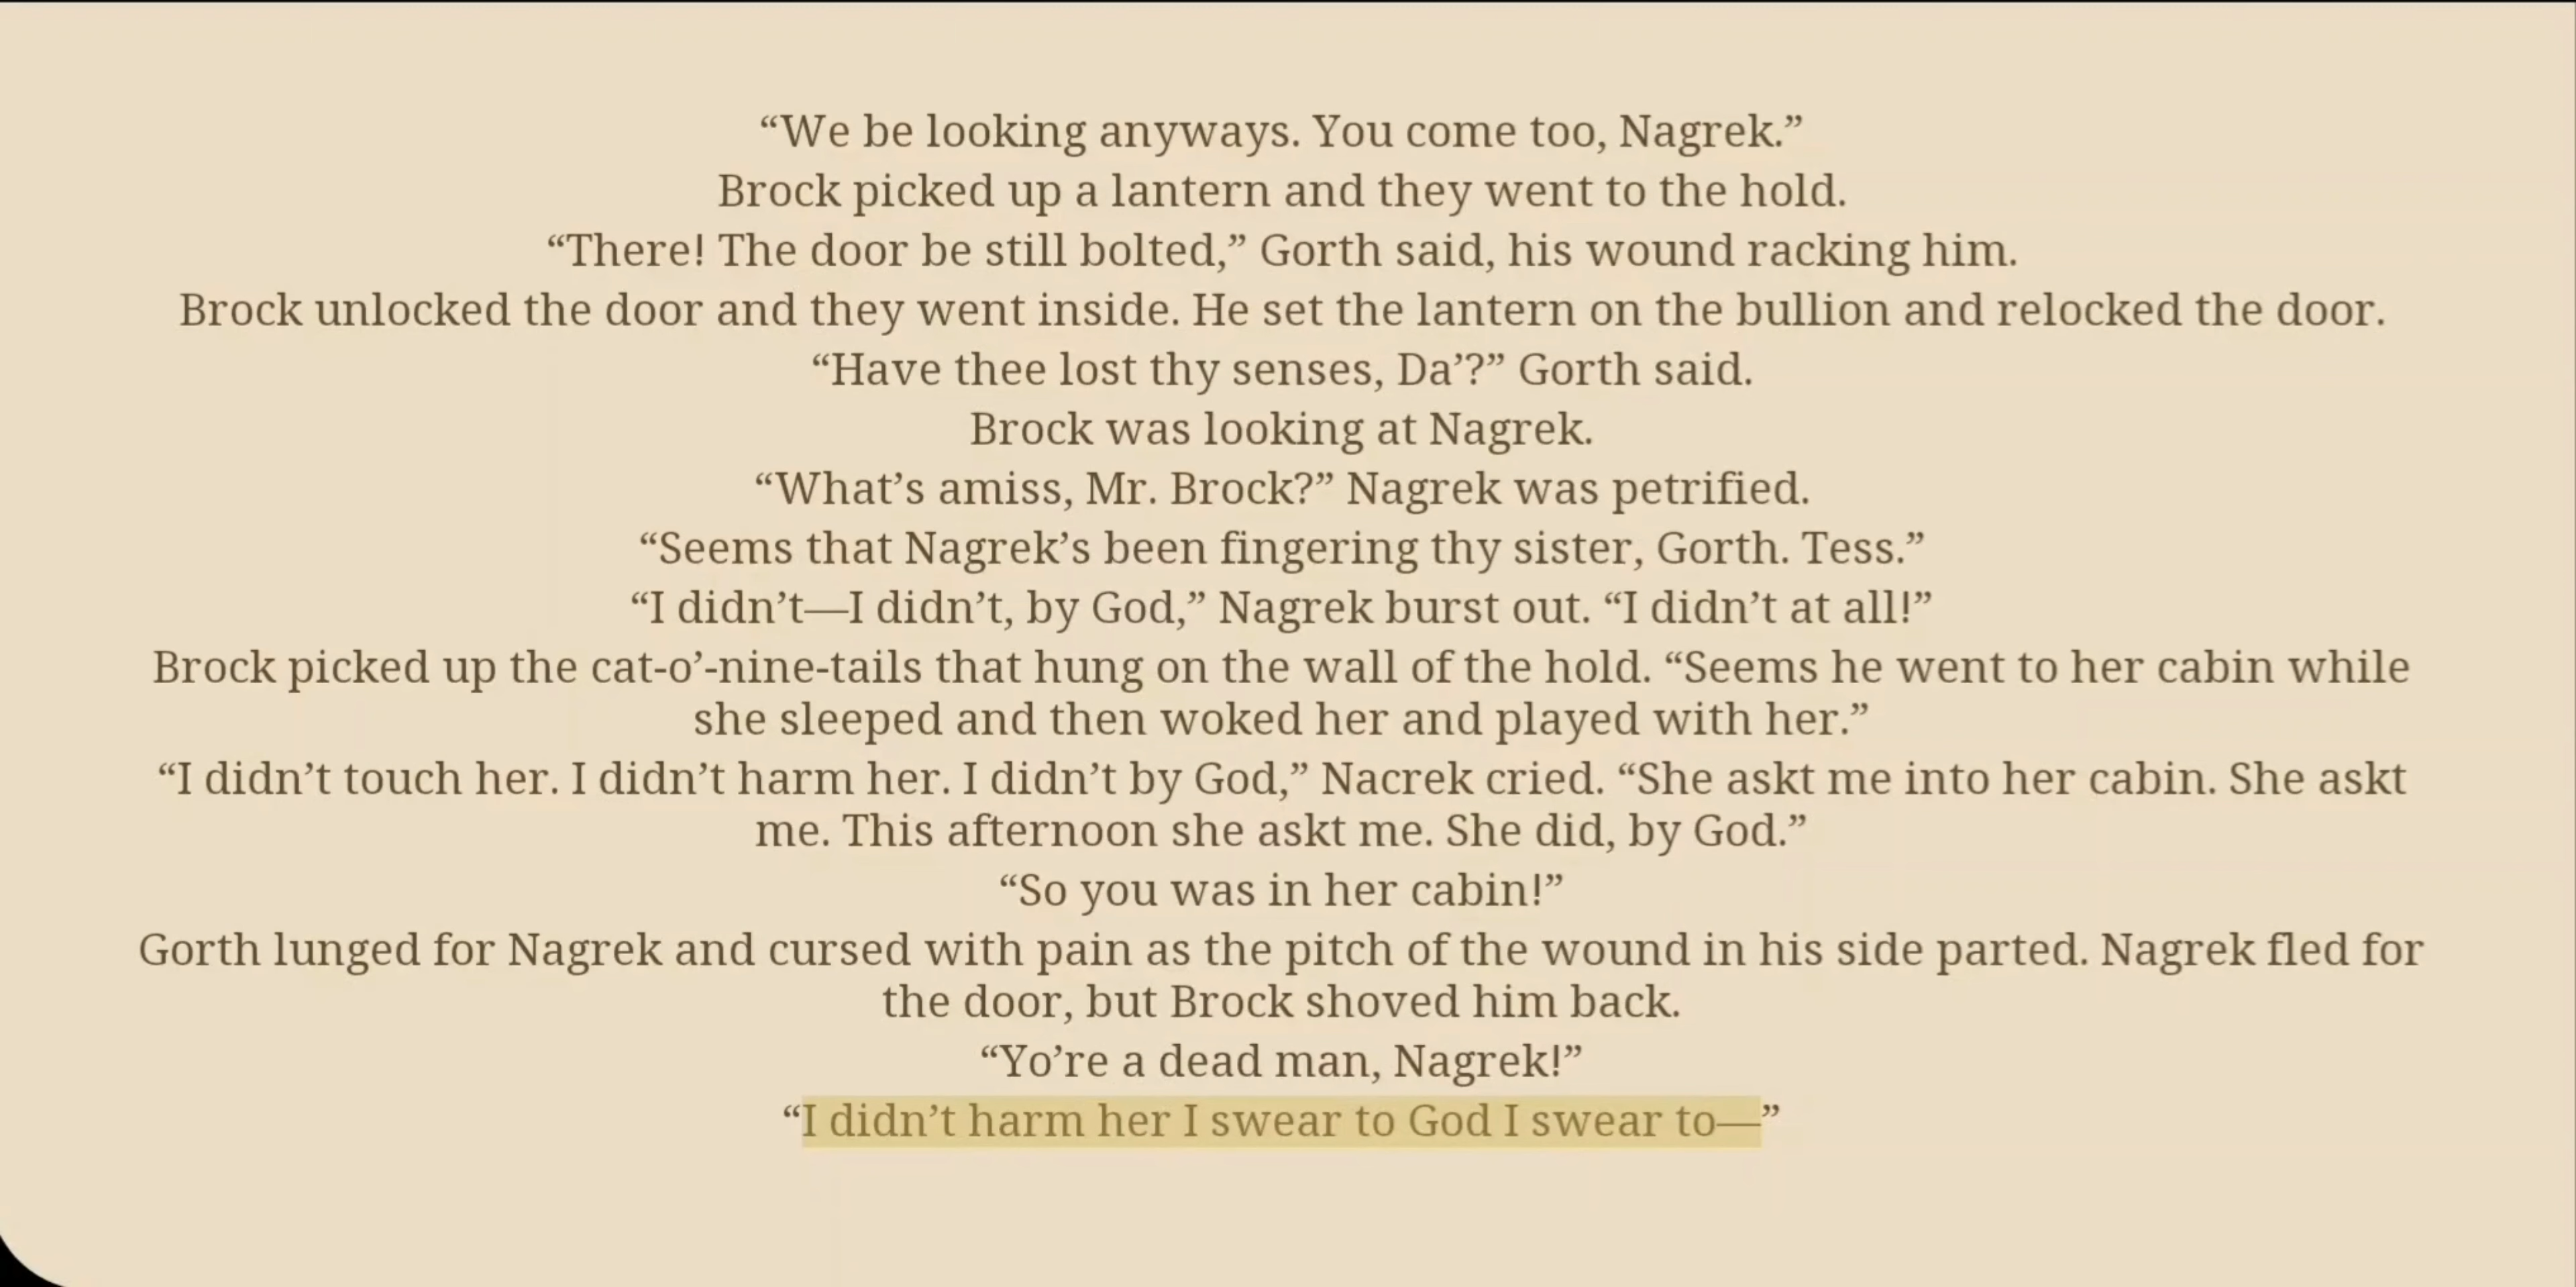 “We be looking anyways. You come too, Nagrek.”
Brock picked up a lantern and they went to the hold.
“There! The door be still bolted,” Gorth said, his wound racking him.
Brock unlocked the door and they went inside. He set the lantern on the bullion and relocked the door.
“Have thee lost thy senses, Da’?” Gorth said.
Brock was looking at Nagrek.
“What’s amiss, Mr. Brock?” Nagrek was petrified.
“Seems that Nagrek’s been fingering thy sister, Gorth. Tess.”
“I didn’t—I didn’t, by God,” Nagrek burst out. “I didn’t at all!”
Brock picked up the cat-o’-nine-tails that hung on the wall of the hold. “Seems he went to her cabin while
she sleeped and then woked her and played with her.”
“I didn’t touch her. I didn’t harm her. I didn’t by God,” Nacrek cried. “She askt me into her cabin. She askt
me. This afternoon she askt me. She did, by God.”
“So you was in her cabin!”
Gorth lunged for Nagrek and cursed with pain as the pitch of the wound in his side parted. Nagrek fled for
the door, but Brock shoved him back.
“Yo’re a dead man, Nagrek!”
“I didn’t harm her I swear to God I swear to—”